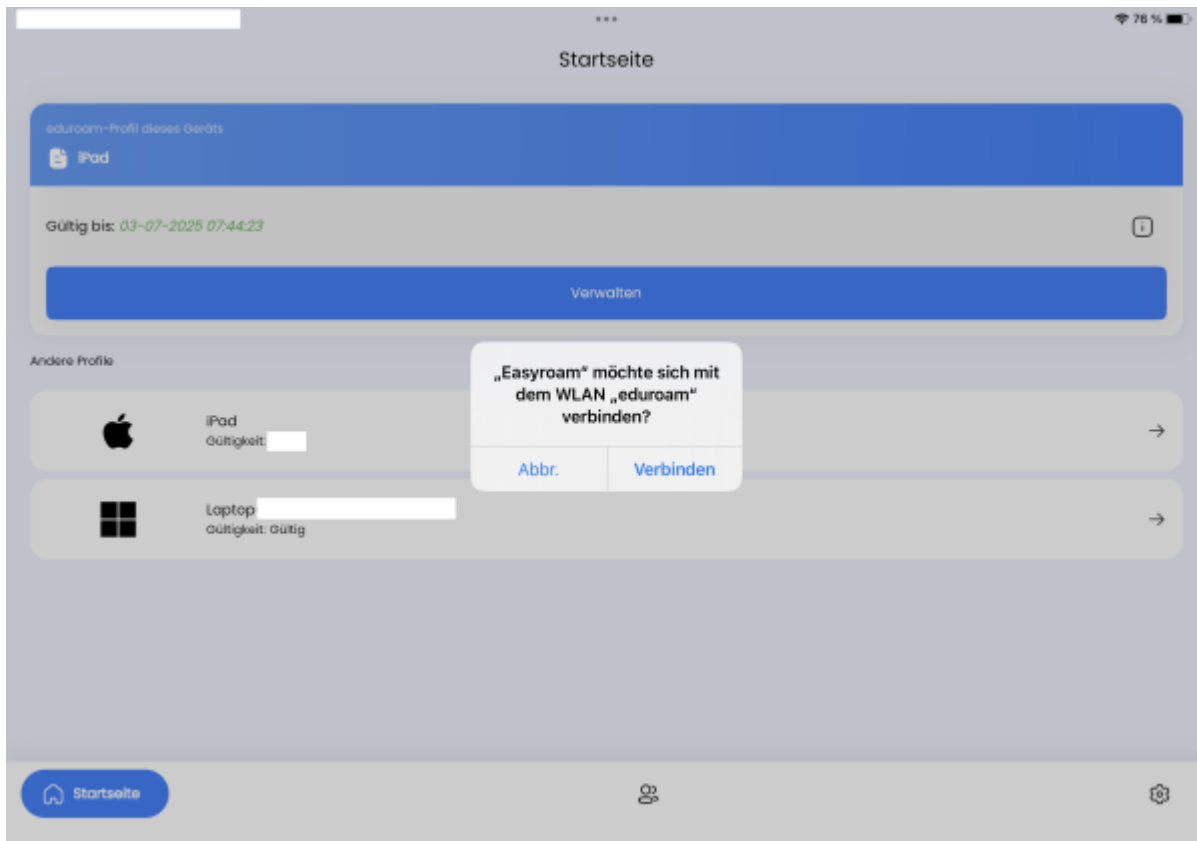 76 %
Startseite
eduroam-Profil dieses Geräts
iPad
Gültig bis: 03-07-2025 07:44:23
Verwalten
Andere Profile
„Easyroam“ möchte sich mit
dem WLAN „eduroam“
verbinden?
Abbr.
Verbinden
iPad
Gültigkeit:
Laptop
Gültigkeit: Gültig
Startseite